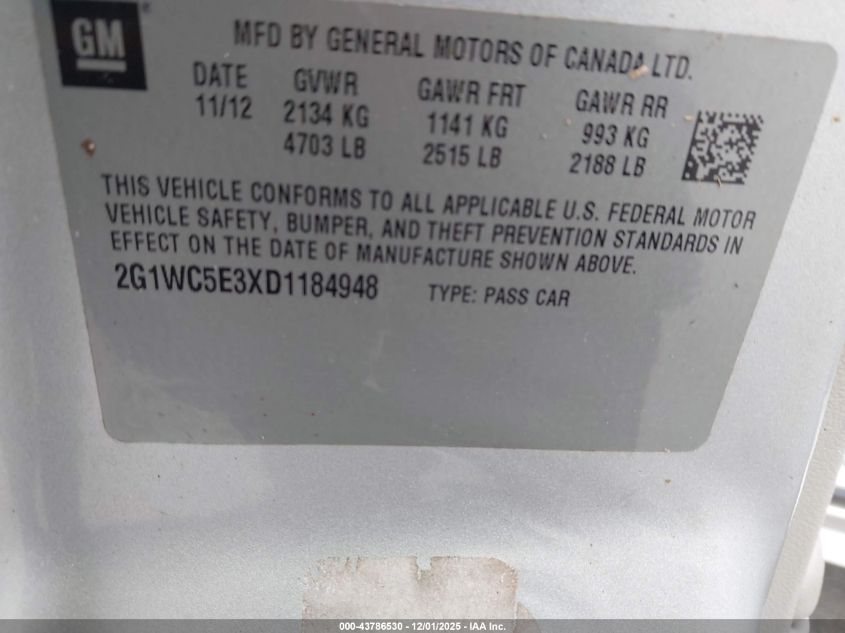 GM ®
MFD BY GENERAL MOTORS OF CANADA LTD.
DATE GVWR GAWR FRT GAWR RR
11/12 2134 KG 1141 KG 993 KG
4703 LB 2515 LB 2188 LB
THIS VEHICLE CONFORMS TO ALL APPLICABLE U.S. FEDERAL MOTOR
VEHICLE SAFETY, BUMPER, AND THEFT PREVENTION STANDARDS IN
EFFECT ON THE DATE OF MANUFACTURE SHOWN ABOVE.
2G1WC5E3XD1184948 TYPE: PASS CAR
000-43786530 - 12/01/2025 - IAA Inc.